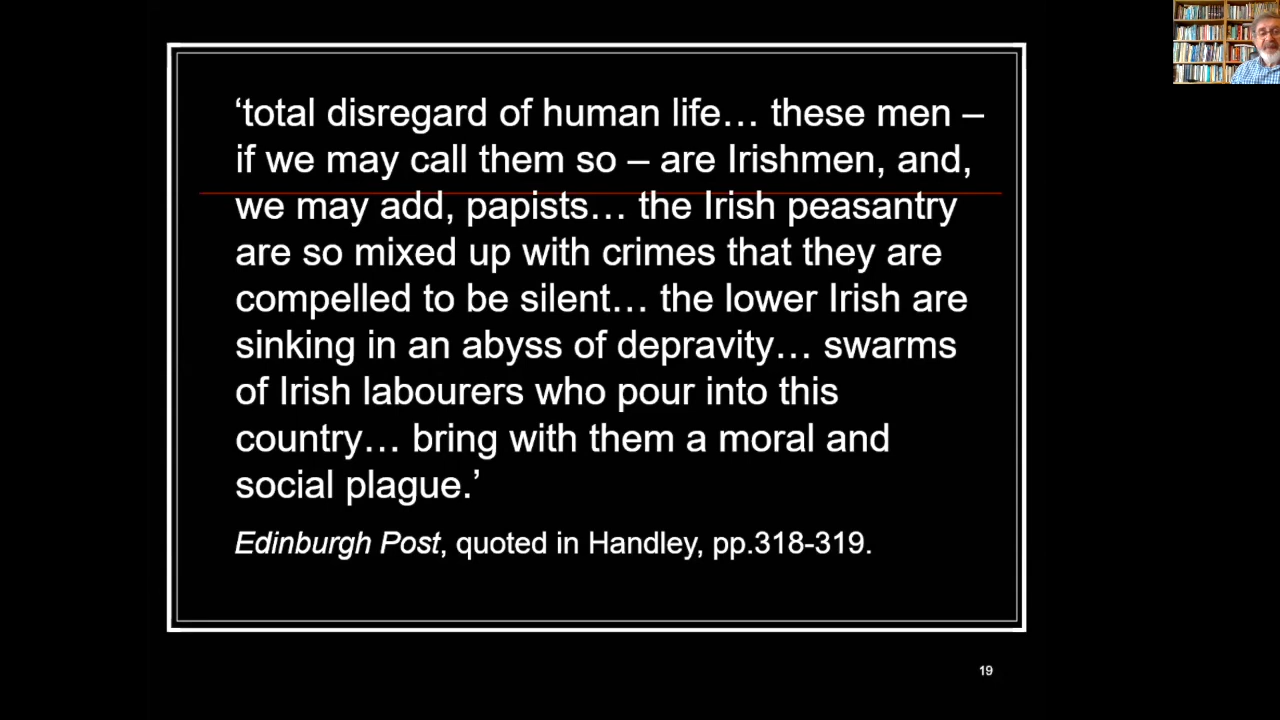 ‘total disregard of human life… these men –
if we may call them so – are Irishmen, and,
we may add, papists… the Irish peasantry
are so mixed up with crimes that they are
compelled to be silent… the lower Irish are
sinking in an abyss of depravity… swarms
of Irish labourers who pour into this
country… bring with them a moral and
social plague.’
Edinburgh Post, quoted in Handley, pp.318-319.
19